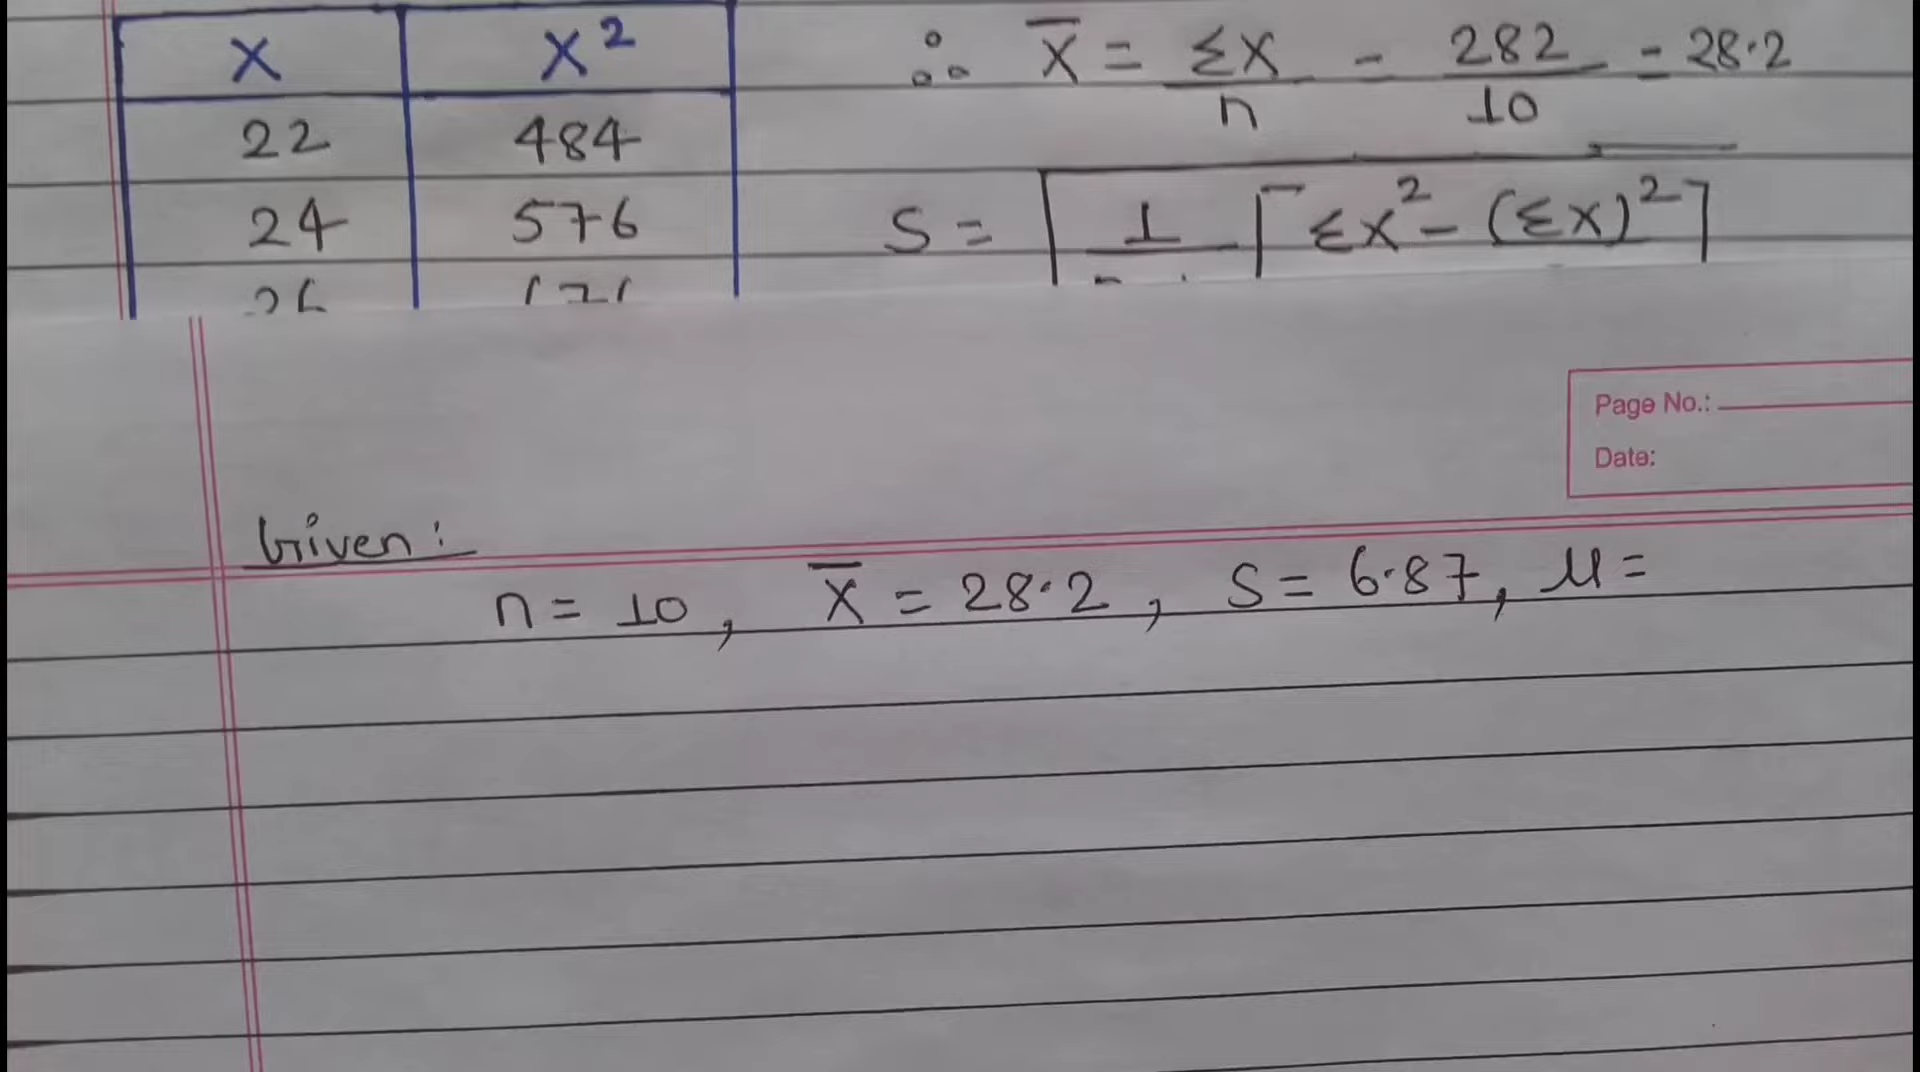 X X² ∴ X̄ = ΣX/n = 282/10 = 28.2
22 484
24 576 S = √ 1 [ΣX² - (ΣX)²]
Page No.:
Date:
Given:
n = 10, X̄ = 28.2, S = 6.87, μ =